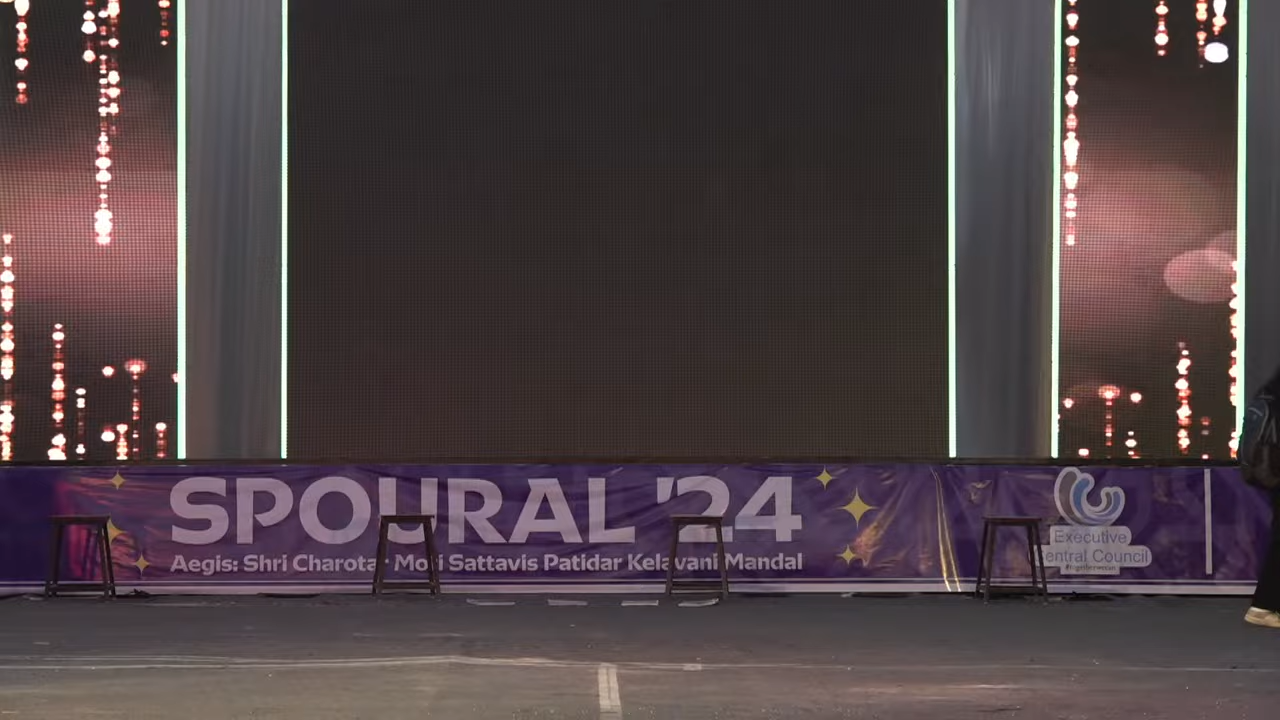 SPOURAL '24
Aegis: Shri Charotar Moti Sattavis Patidar Kelavani Mandal
Executive
Central Council